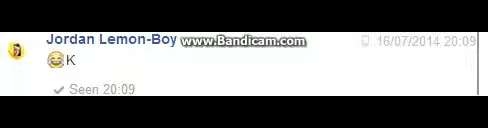 Jordan Lemon-Boy www.Bandicam.com 16/07/2014 20:09
😂K
✓ Seen 20:09